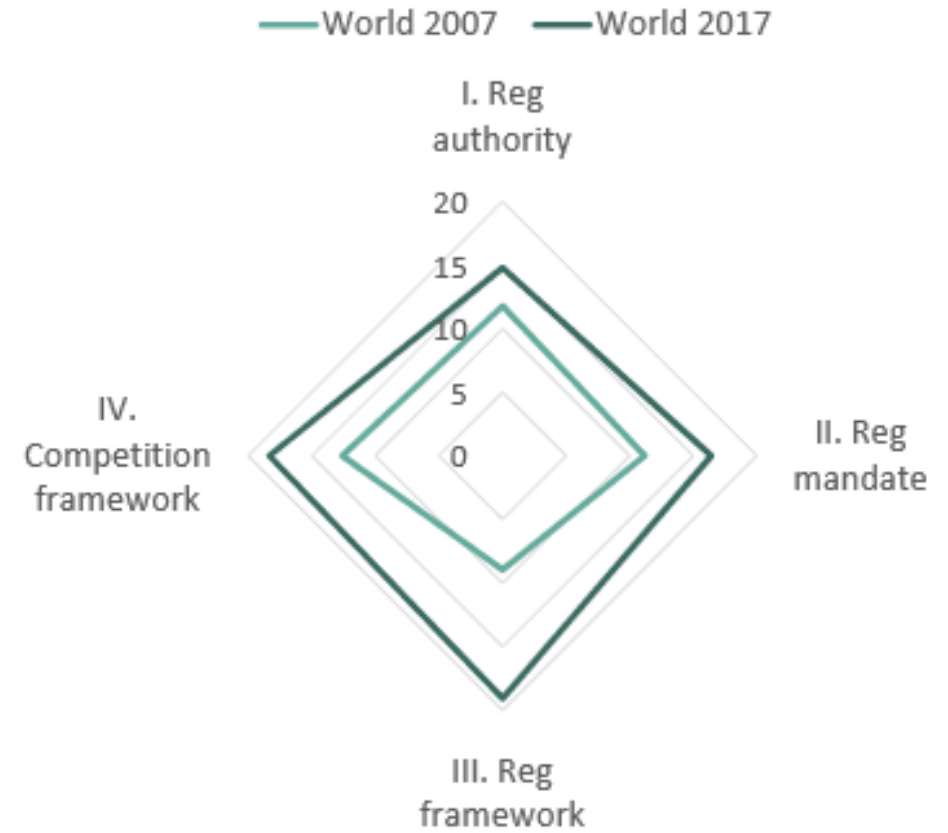 World 2007 World 2017
I. Reg
authority
20
15
10
5
0
IV.
Competition
framework
II. Reg
mandate
III. Reg
framework